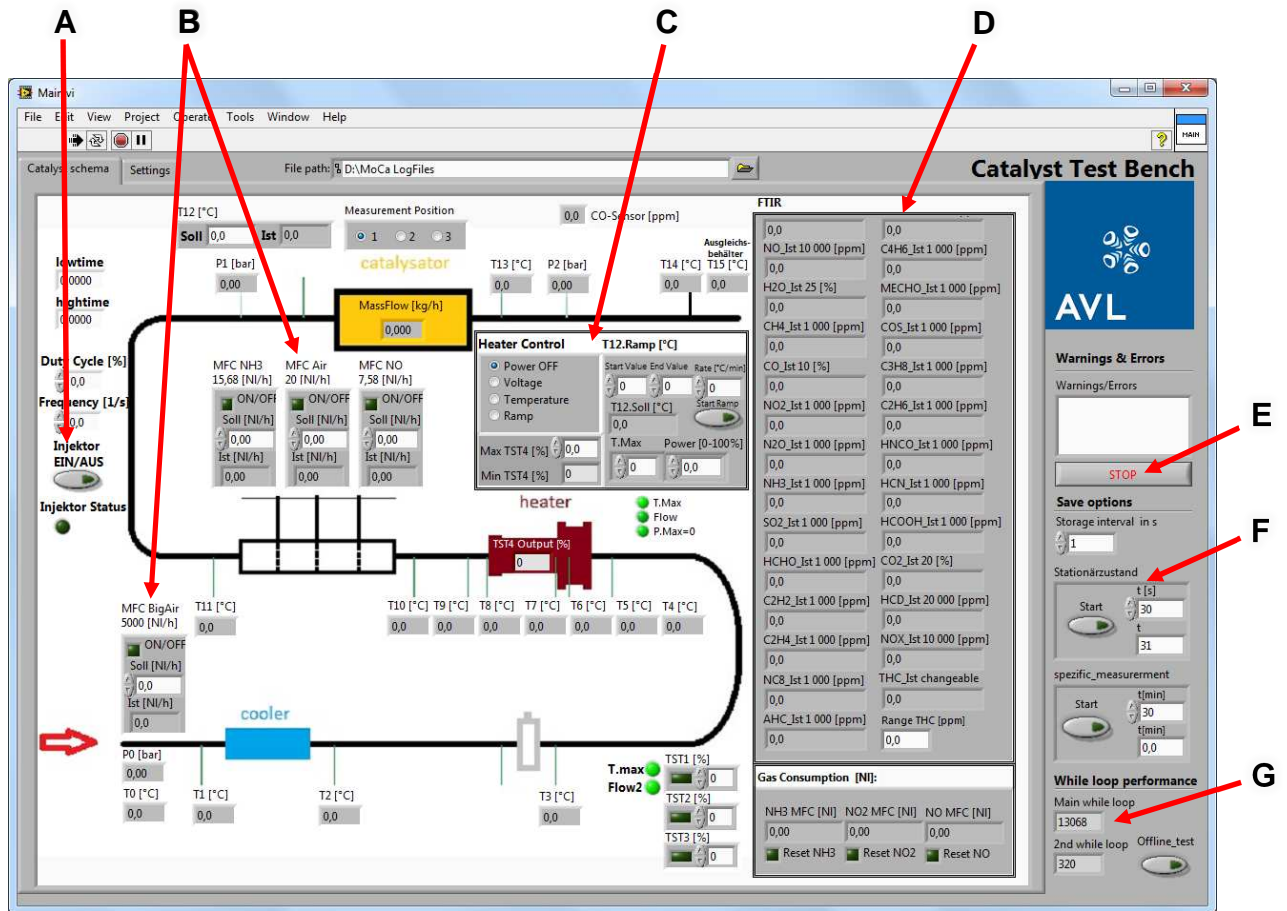 A B C D
Main.vi
File Edit View Project Operate Tools Window Help
MAIN
Catalyst schema Settings File path: D:\MoCa LogFiles Catalyst Test Bench
T12 [°C]
Soll 0,0 Ist 0,0
Measurement Position
1 2 3
0,0 CO-Sensor [ppm]
lowtime
0,0000
hightime
0,0000
P1 [bar]
0,00
catalysator
MassFlow [kg/h]
0,000
T13 [°C] P2 [bar]
0,0 0,00
Ausgleichs-
behälter
T14 [°C] T15 [°C]
0,0 0,0
Duty Cycle [%]
0,0
Frequency [1/s]
0,0
Injektor
EIN/AUS
Injektor Status
MFC NH3
15,68 [Nl/h]
ON/OFF
Soll [Nl/h]
0,00
Ist [Nl/h]
0,00
MFC Air
20 [Nl/h]
ON/OFF
Soll [Nl/h]
0,00
Ist [Nl/h]
0,00
MFC NO
7,58 [Nl/h]
ON/OFF
Soll [Nl/h]
0,00
Ist [Nl/h]
0,00
Heater Control
Power OFF
Voltage
Temperature
Ramp
Max TST4 [%] 0,0
Min TST4 [%] 0
T12.Ramp [°C]
Start Value End Value Rate [°C/min]
0 0 0
T12.Soll [°C]
0,0
Start Ramp
T.Max Power [0-100%]
0 0,0
heater
T.Max
Flow
P.Max=0
TST4 Output [%]
0
T11 [°C]
0,0
T10 [°C] T9 [°C] T8 [°C] T7 [°C] T6 [°C] T5 [°C] T4 [°C]
0,0 0,0 0,0 0,0 0,0 0,0 0,0
MFC BigAir
5000 [Nl/h]
ON/OFF
Soll [Nl/h]
0,0
Ist [Nl/h]
0,0
cooler
P0 [bar]
0,00
T0 [°C] T1 [°C] T2 [°C] T3 [°C]
0,0 0,0 0,0 0,0
T.max
Flow2
TST1 [%]
0
TST2 [%]
0
TST3 [%]
0
FTIR
0,0 0,0
NO_Ist 10 000 [ppm] C4H6_Ist 1 000 [ppm]
0,0 0,0
H2O_Ist 25 [%] MECHO_Ist 1 000 [ppm]
0,0 0,0
CH4_Ist 1 000 [ppm] COS_Ist 1 000 [ppm]
0,0 0,0
CO_Ist 10 [%] C3H8_Ist 1 000 [ppm]
0,0 0,0
NO2_Ist 1 000 [ppm] C2H6_Ist 1 000 [ppm]
0,0 0,0
N2O_Ist 1 000 [ppm] HNCO_Ist 1 000 [ppm]
0,0 0,0
NH3_Ist 1 000 [ppm] HCN_Ist 1 000 [ppm]
0,0 0,0
SO2_Ist 1 000 [ppm] HCOOH_Ist 1 000 [ppm]
0,0 0,0
HCHO_Ist 1 000 [ppm] CO2_Ist 20 [%]
0,0 0,0
C2H2_Ist 1 000 [ppm] HCD_Ist 20 000 [ppm]
0,0 0,0
C2H4_Ist 1 000 [ppm] NOX_Ist 10 000 [ppm]
0,0 0,0
NC8_Ist 1 000 [ppm] THC_Ist changeable
0,0 0,0
AHC_Ist 1 000 [ppm] Range THC [ppm]
0,0 0,0
Gas Consumption [Nl]:
NH3 MFC [Nl] NO2 MFC [Nl] NO MFC [Nl]
0,00 0,00 0,00
Reset NH3 Reset NO2 Reset NO
AVL
Warnings & Errors
Warnings/Errors
STOP
Save options
Storage interval in s
1
Stationärzustand
Start
t [s]
30
t
31
spezific_measurerment
Start
t[min]
30
t[min]
0,0
While loop performance
Main while loop
13068
2nd while loop Offline_test
320
E
F
G